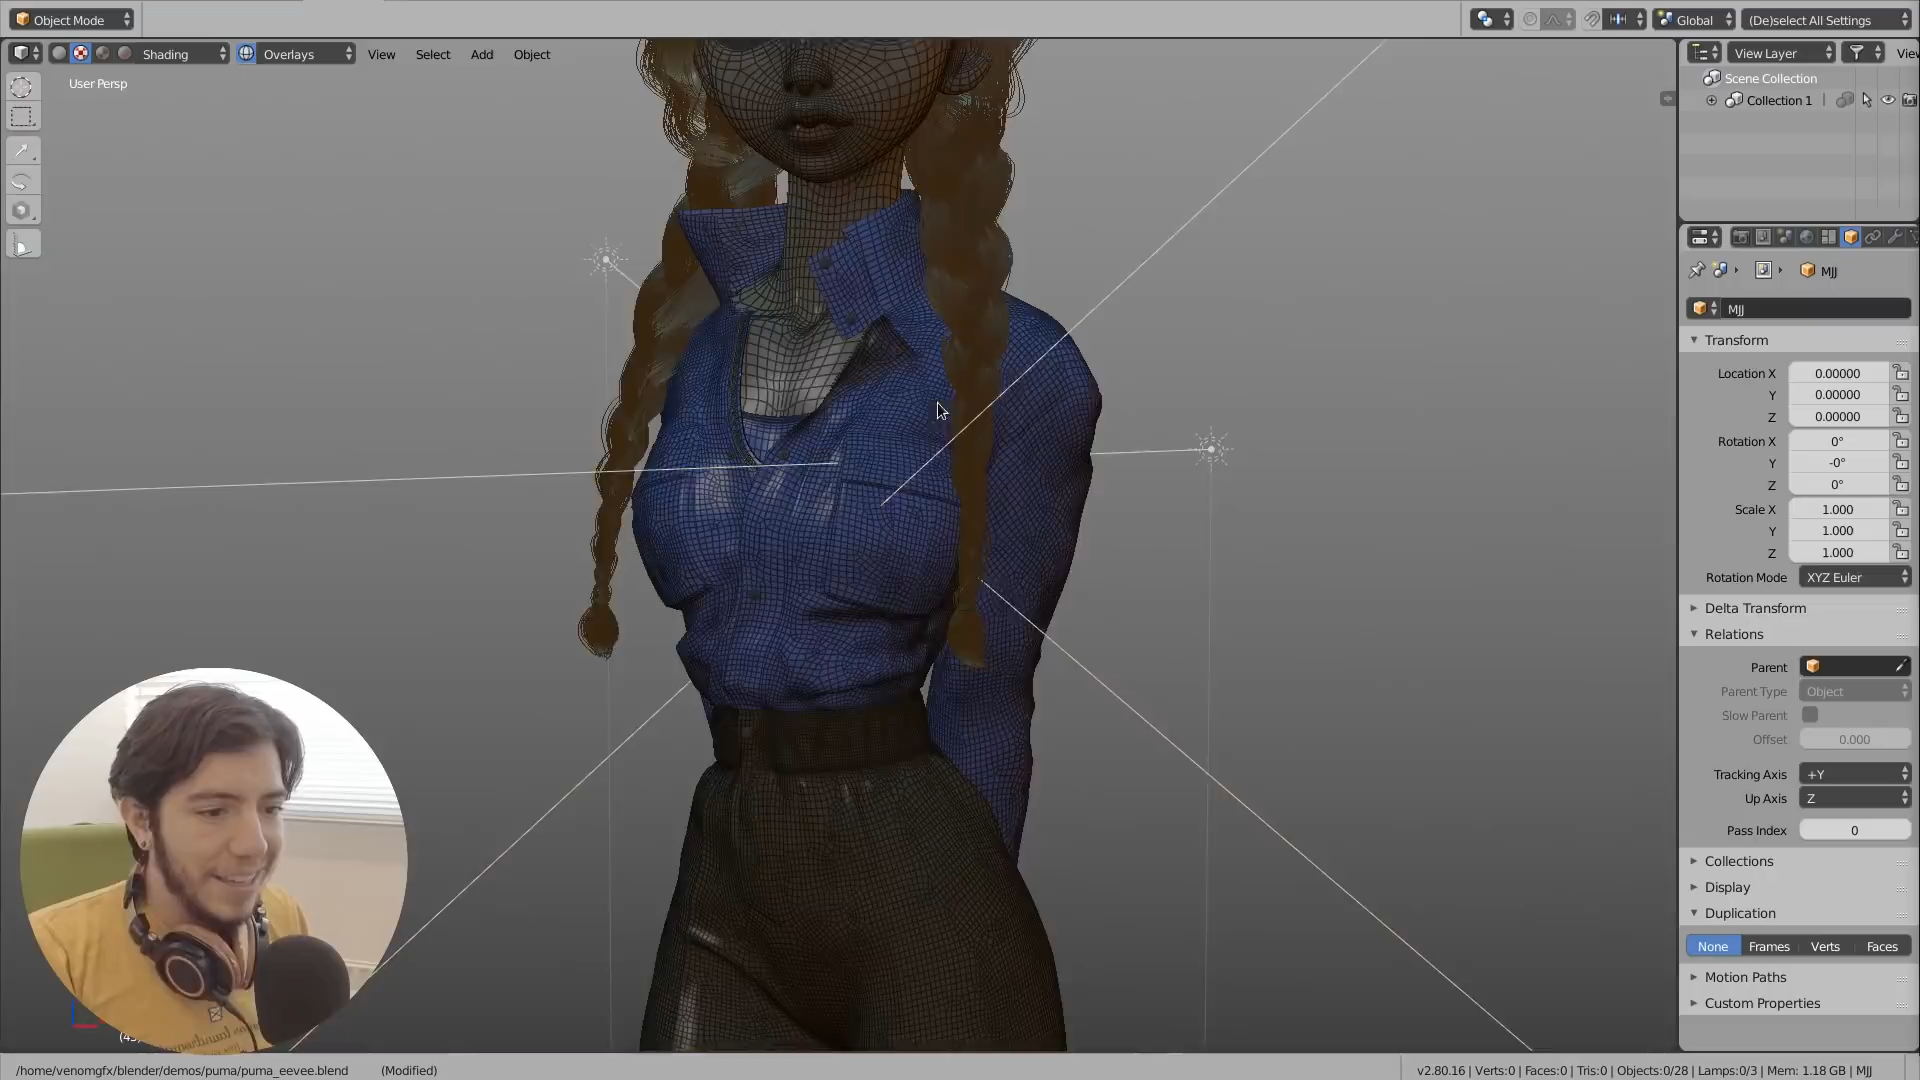 Object Mode
Global
(De)select All Settings
Shading
Overlays
View
Select
Add
Object
View Layer
User Persp
Scene Collection
Collection 1
MJJ
MJJ
Transform
Location X 0.00000
Y 0.00000
Z 0.00000
Rotation X 0°
Y -0°
Z 0°
Scale X 1.000
Y 1.000
Z 1.000
Rotation Mode XYZ Euler
Delta Transform
Relations
Parent
Parent Type Object
Slow Parent
Offset 0.000
Tracking Axis +Y
Up Axis Z
Pass Index 0
Collections
Display
Duplication
None Frames Verts Faces
Motion Paths
Custom Properties
/home/venomgfx/blender/demos/puma/puma_eevee.blend (Modified)
v2.80.16 | Verts:0 | Faces:0 | Tris:0 | Objects:0/28 | Lamps:0/3 | Mem: 1.18 GB | MJJ